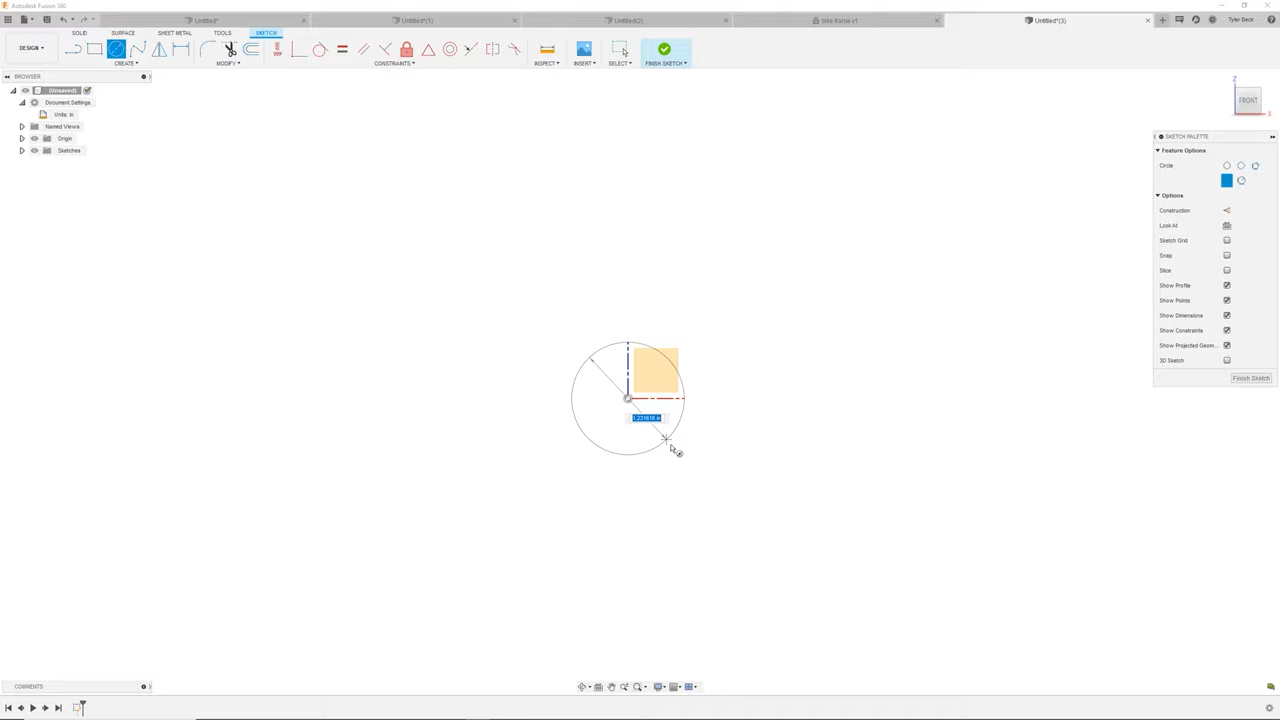 Autodesk Fusion 360
Untitled*
Untitled*(1)
Untitled(2)
bike frame v1
Untitled*(3)
Tyler Beck
DESIGN
SOLID
SURFACE
SHEET METAL
TOOLS
SKETCH
CREATE
MODIFY
CONSTRAINTS
INSPECT
INSERT
SELECT
FINISH SKETCH
BROWSER
(Unsaved)
Document Settings
Units: in
Named Views
Origin
Sketches
Z
FRONT
X
SKETCH PALETTE
Feature Options
Circle
Options
Construction
Look At
Sketch Grid
Snap
Slice
Show Profile
Show Points
Show Dimensions
Show Constraints
Show Projected Geom...
3D Sketch
Finish Sketch
COMMENTS